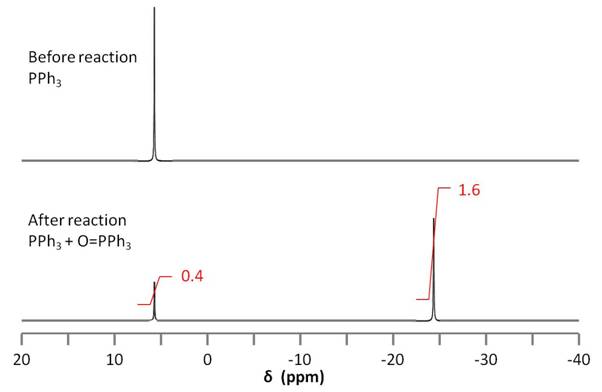 Before reaction
PPh₃
1.6
After reaction
PPh₃ + O=PPh₃
0.4
20 10 0 -10 -20 -30 -40
δ (ppm)